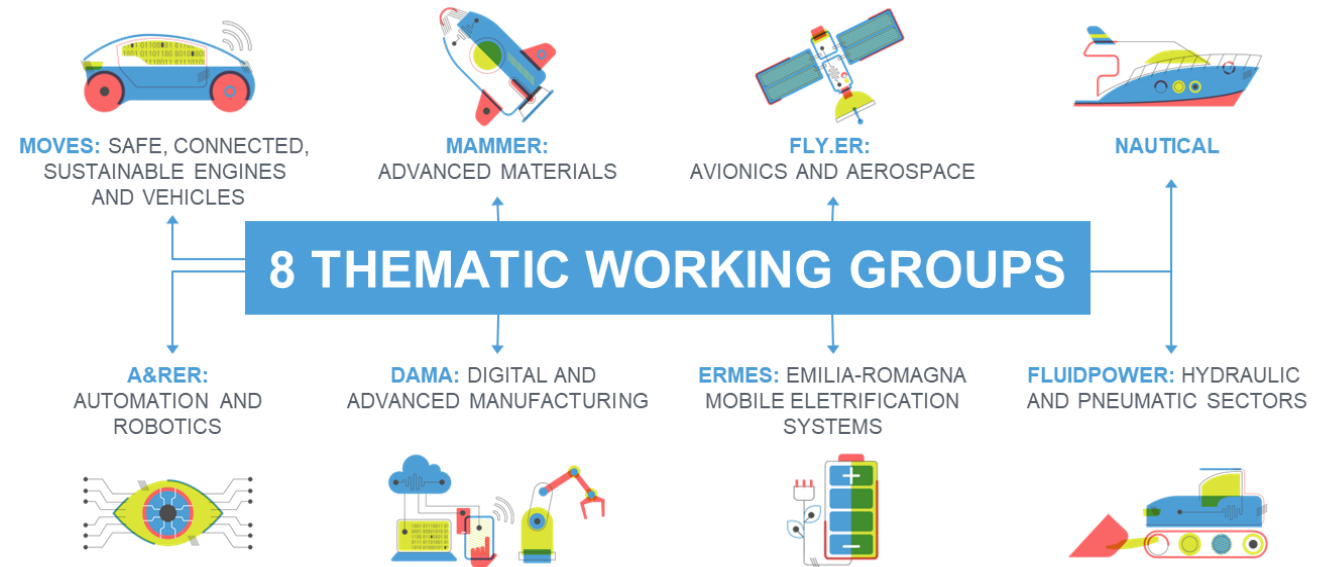 MOVES: SAFE, CONNECTED,
SUSTAINABLE ENGINES
AND VEHICLES
MAMMER:
ADVANCED MATERIALS
FLY.ER:
AVIONICS AND AEROSPACE
NAUTICAL
8 THEMATIC WORKING GROUPS
A&RER:
AUTOMATION AND
ROBOTICS
DAMA: DIGITAL AND
ADVANCED MANUFACTURING
ERMES: EMILIA-ROMAGNA
MOBILE ELETRIFICATION
SYSTEMS
FLUIDPOWER: HYDRAULIC
AND PNEUMATIC SECTORS